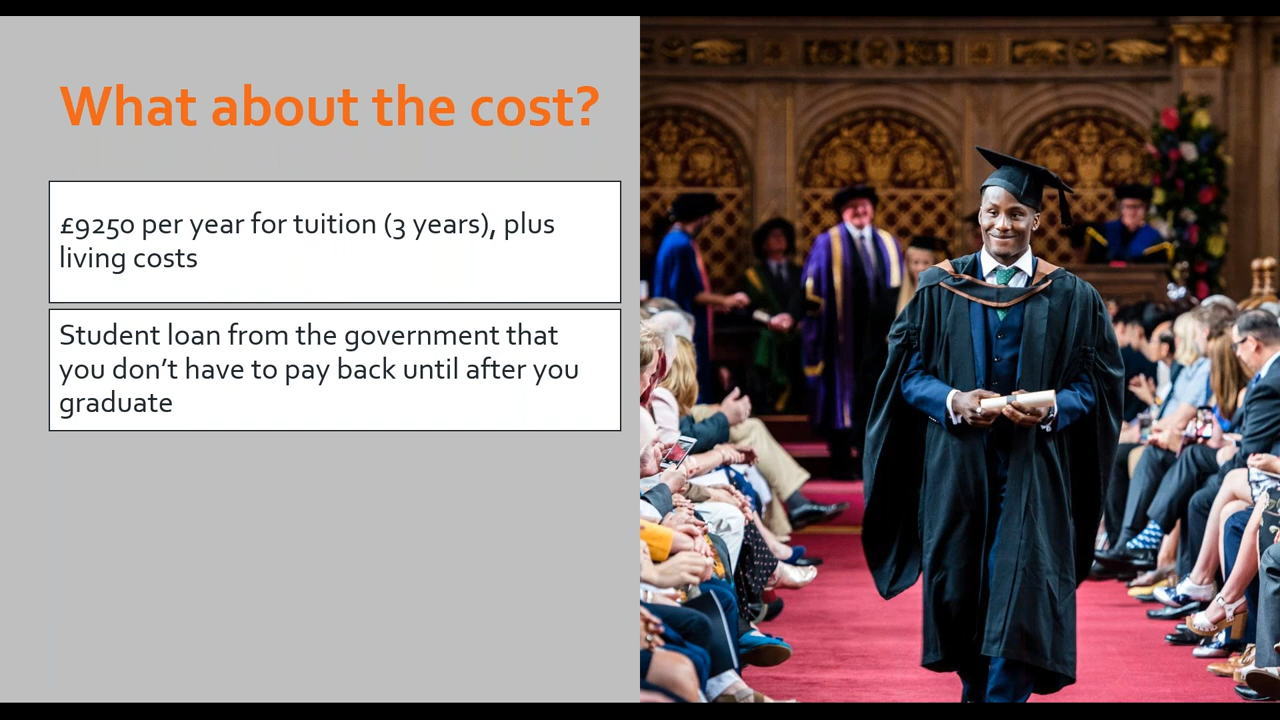 What about the cost?
£9250 per year for tuition (3 years), plus
living costs
Student loan from the government that
you don’t have to pay back until after you
graduate